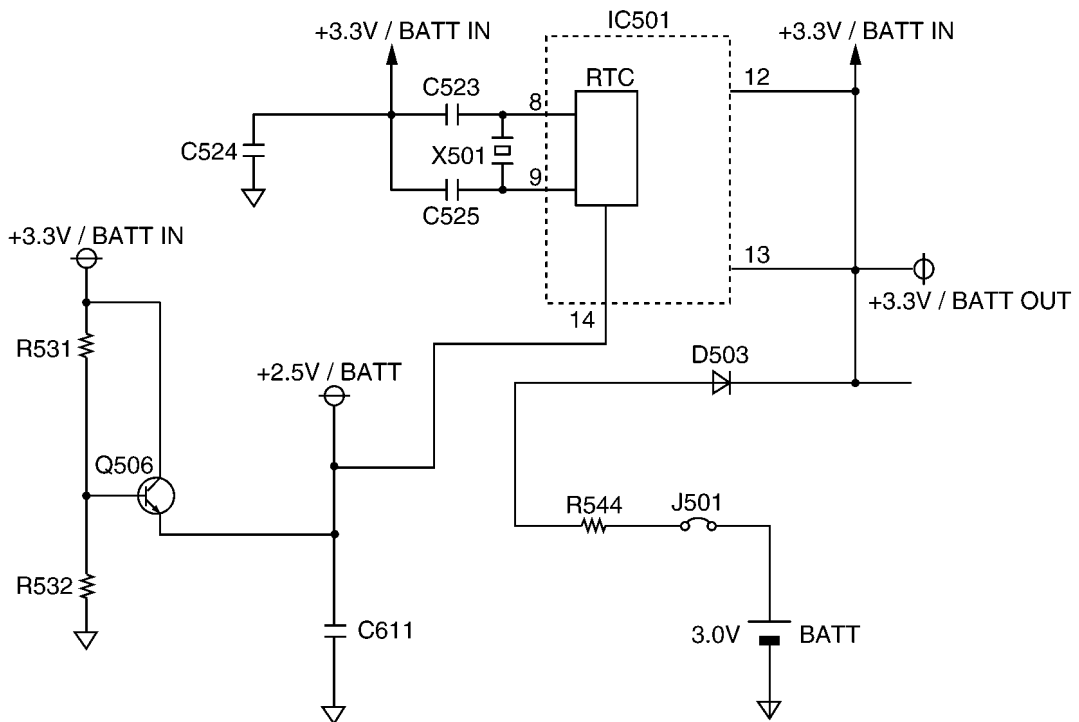 IC501
+3.3V / BATT IN
+3.3V / BATT IN
12
RTC
C523
8
C524
X501
9
C525
+3.3V / BATT IN
13
+3.3V / BATT OUT
14
R531
D503
+2.5V / BATT
Q506
R544
J501
R532
C611
3.0V
BATT